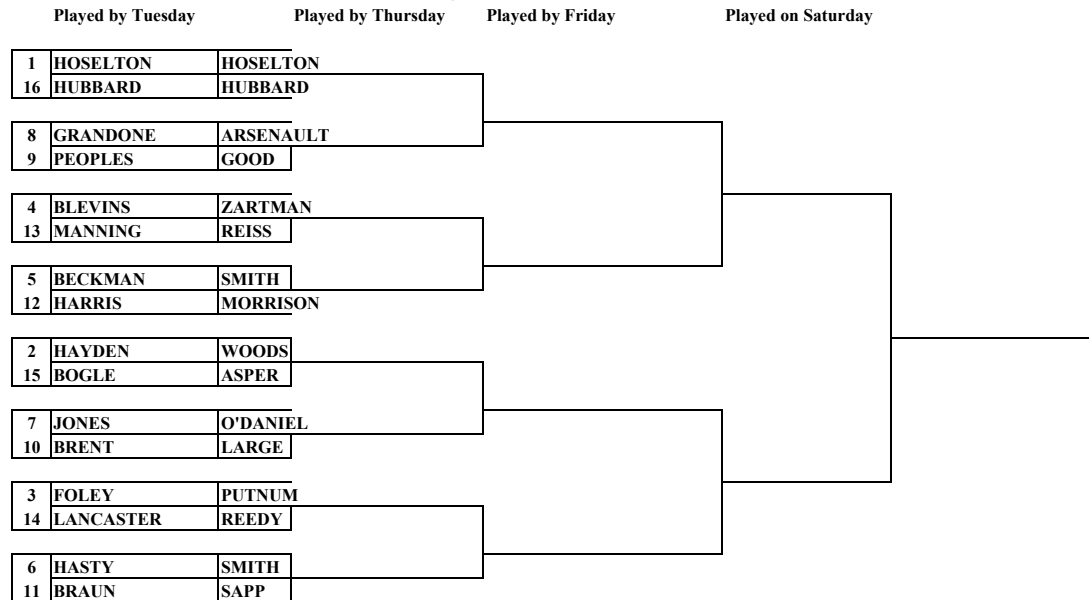 Played by Tuesday Played by Thursday Played by Friday Played on Saturday
1 HOSELTON HOSELTON
16 HUBBARD HUBBARD
8 GRANDONE ARSENAULT
9 PEOPLES GOOD
4 BLEVINS ZARTMAN
13 MANNING REISS
5 BECKMAN SMITH
12 HARRIS MORRISON
2 HAYDEN WOODS
15 BOGLE ASPER
7 JONES O'DANIEL
10 BRENT LARGE
3 FOLEY PUTNUM
14 LANCASTER REEDY
6 HASTY SMITH
11 BRAUN SAPP